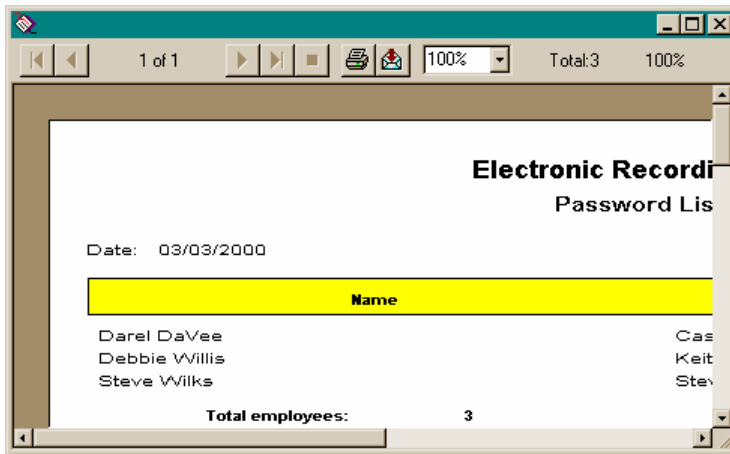 1 of 1 100% Total:3 100%
Electronic Recordi
Password Lis
Date: 03/03/2000
Name
Darel DaVee Cas
Debbie Willis Keit
Steve Wilks Stev
Total employees: 3